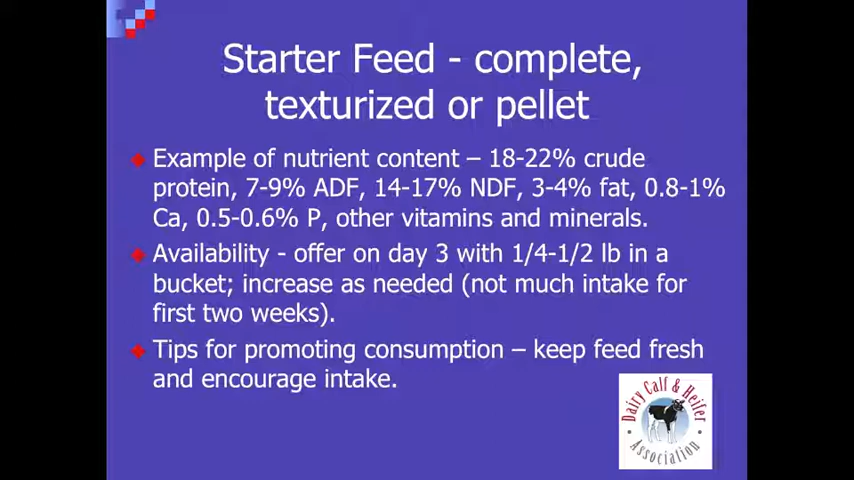 Starter Feed - complete,
texturized or pellet
Example of nutrient content – 18-22% crude
protein, 7-9% ADF, 14-17% NDF, 3-4% fat, 0.8-1%
Ca, 0.5-0.6% P, other vitamins and minerals.
Availability - offer on day 3 with 1/4-1/2 lb in a
bucket; increase as needed (not much intake for
first two weeks).
Tips for promoting consumption – keep feed fresh
and encourage intake.
Dairy Calf & Heifer
Association